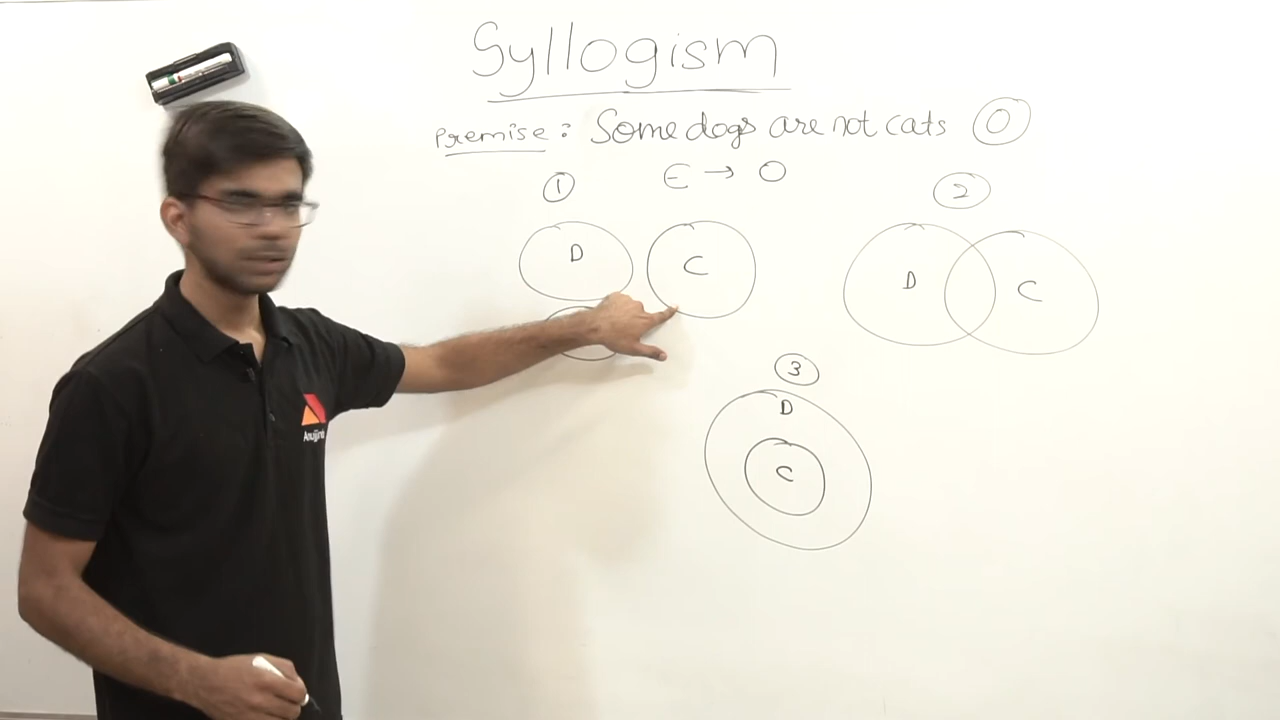 Syllogism
Premise: Some dogs are not cats O
E → O
1
2
D C
D C
3
D
C